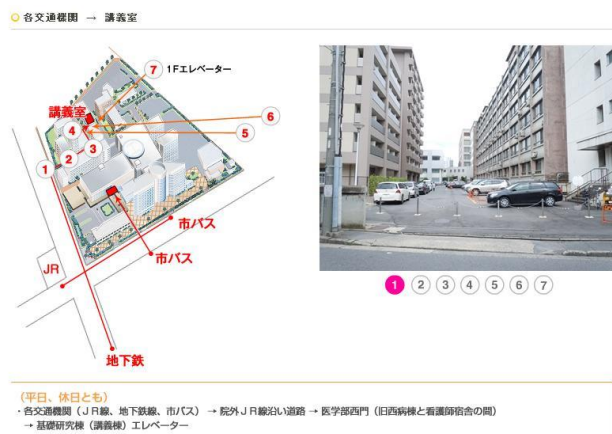 各交通機関 → 講義室
7 1Fエレベーター
講義室
6
4
5
3
2
1
市バス
市バス
JR
地下鉄
1 2 3 4 5 6 7
(平日、休日とも)
・各交通機関(JR線、地下鉄線、市バス) → 院外JR線沿い道路 → 医学部西門(旧西病棟と看護師宿舎の間)
→ 基礎研究棟(講義棟)エレベーター